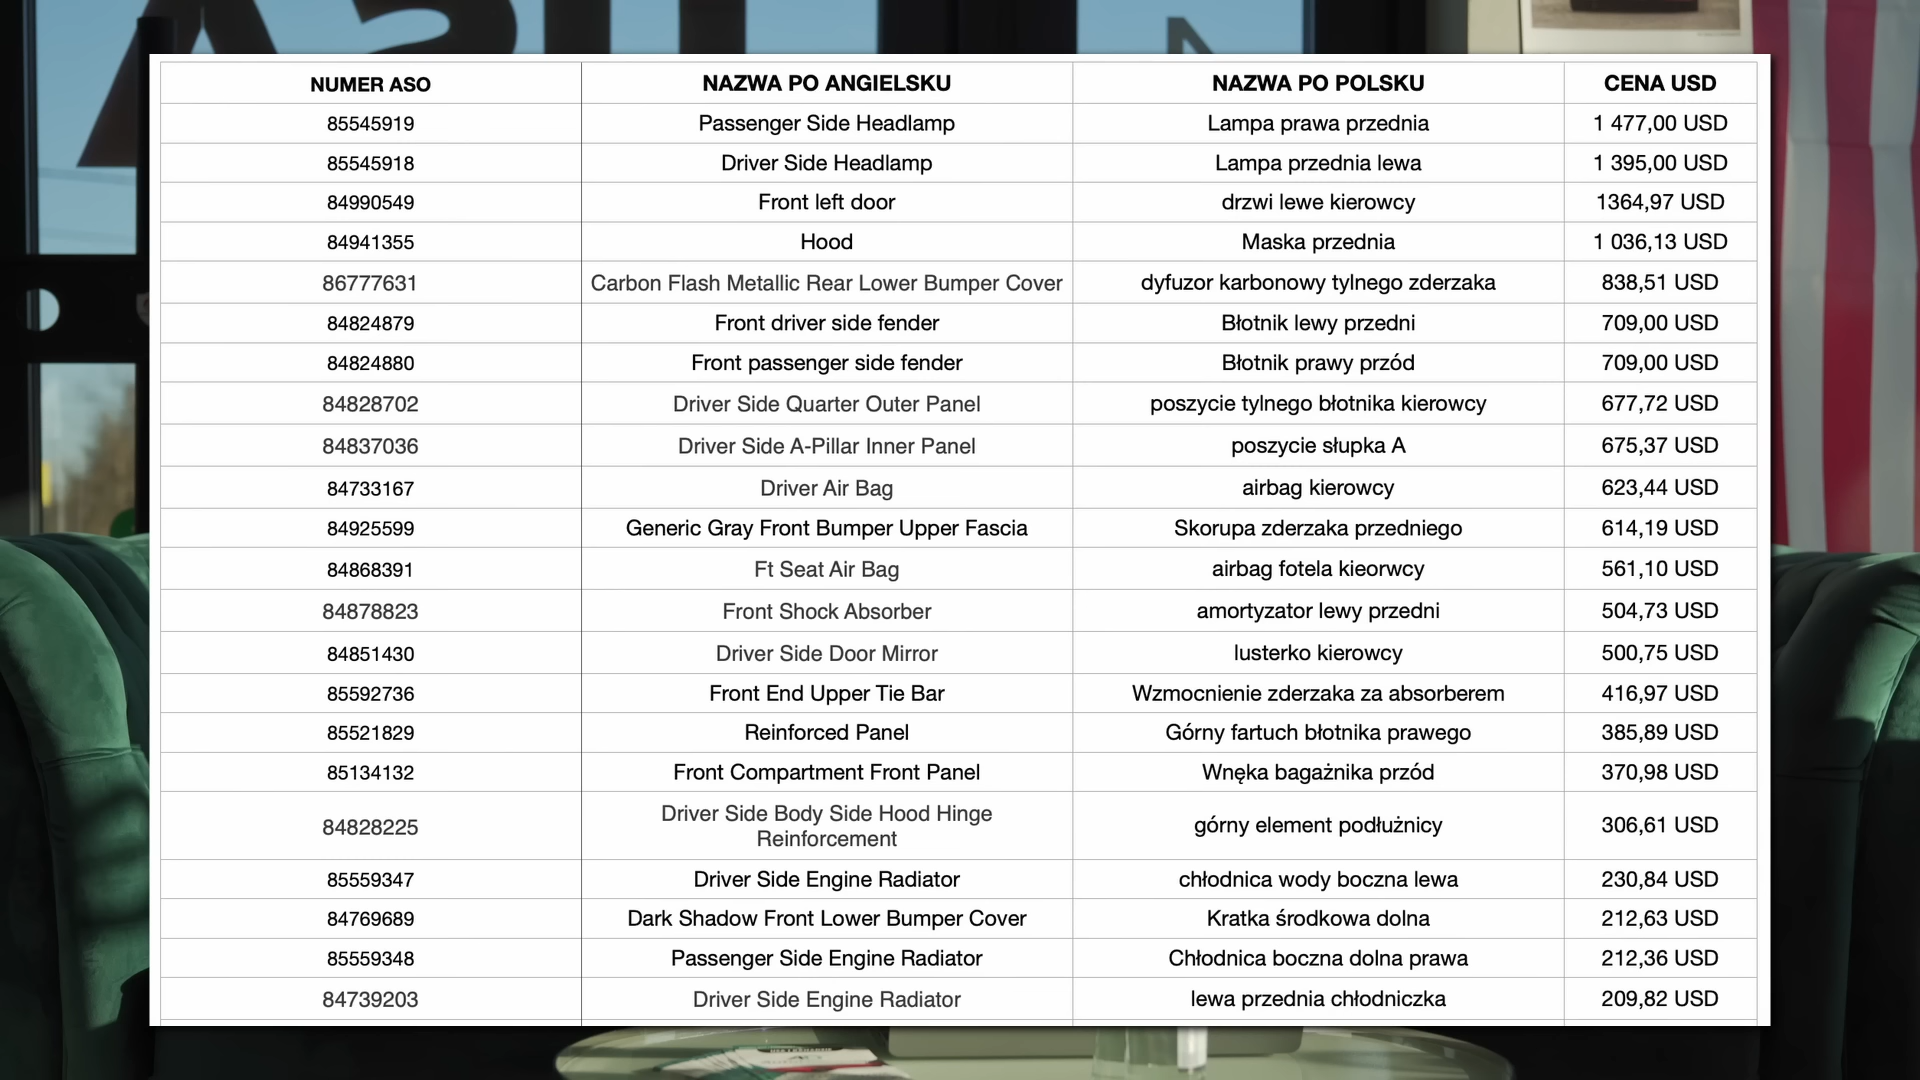 NUMER ASO NAZWA PO ANGIELSKU NAZWA PO POLSKU CENA USD
85545919 Passenger Side Headlamp Lampa prawa przednia 1 477,00 USD
85545918 Driver Side Headlamp Lampa przednia lewa 1 395,00 USD
84990549 Front left door drzwi lewe kierowcy 1364,97 USD
84941355 Hood Maska przednia 1 036,13 USD
86777631 Carbon Flash Metallic Rear Lower Bumper Cover dyfuzor karbonowy tylnego zderzaka 838,51 USD
84824879 Front driver side fender Błotnik lewy przedni 709,00 USD
84824880 Front passenger side fender Błotnik prawy przód 709,00 USD
84828702 Driver Side Quarter Outer Panel poszycie tylnego błotnika kierowcy 677,72 USD
84837036 Driver Side A-Pillar Inner Panel poszycie słupka A 675,37 USD
84733167 Driver Air Bag airbag kierowcy 623,44 USD
84925599 Generic Gray Front Bumper Upper Fascia Skorupa zderzaka przedniego 614,19 USD
84868391 Ft Seat Air Bag airbag fotela kieorwcy 561,10 USD
84878823 Front Shock Absorber amortyzator lewy przedni 504,73 USD
84851430 Driver Side Door Mirror lusterko kierowcy 500,75 USD
85592736 Front End Upper Tie Bar Wzmocnienie zderzaka za absorberem 416,97 USD
85521829 Reinforced Panel Górny fartuch błotnika prawego 385,89 USD
85134132 Front Compartment Front Panel Wnęka bagażnika przód 370,98 USD
84828225 Driver Side Body Side Hood Hinge
Reinforcement górny element podłużnicy 306,61 USD
85559347 Driver Side Engine Radiator chłodnica wody boczna lewa 230,84 USD
84769689 Dark Shadow Front Lower Bumper Cover Kratka środkowa dolna 212,63 USD
85559348 Passenger Side Engine Radiator Chłodnica boczna dolna prawa 212,36 USD
84739203 Driver Side Engine Radiator lewa przednia chłodniczka 209,82 USD